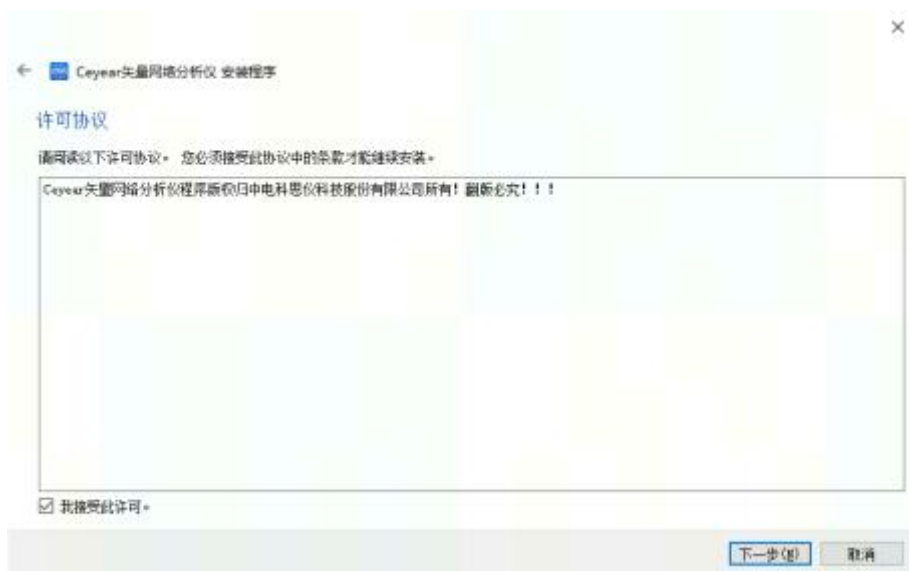 Ceyear矢量网络分析仪 安装程序
许可协议
请阅读以下许可协议。 您必须接受此协议中的条款才能继续安装。
Ceyear矢量网络分析仪程序版权归中电科思仪科技股份有限公司所有！翻版必究！！！
我接受此许可。
下一步(N) 取消